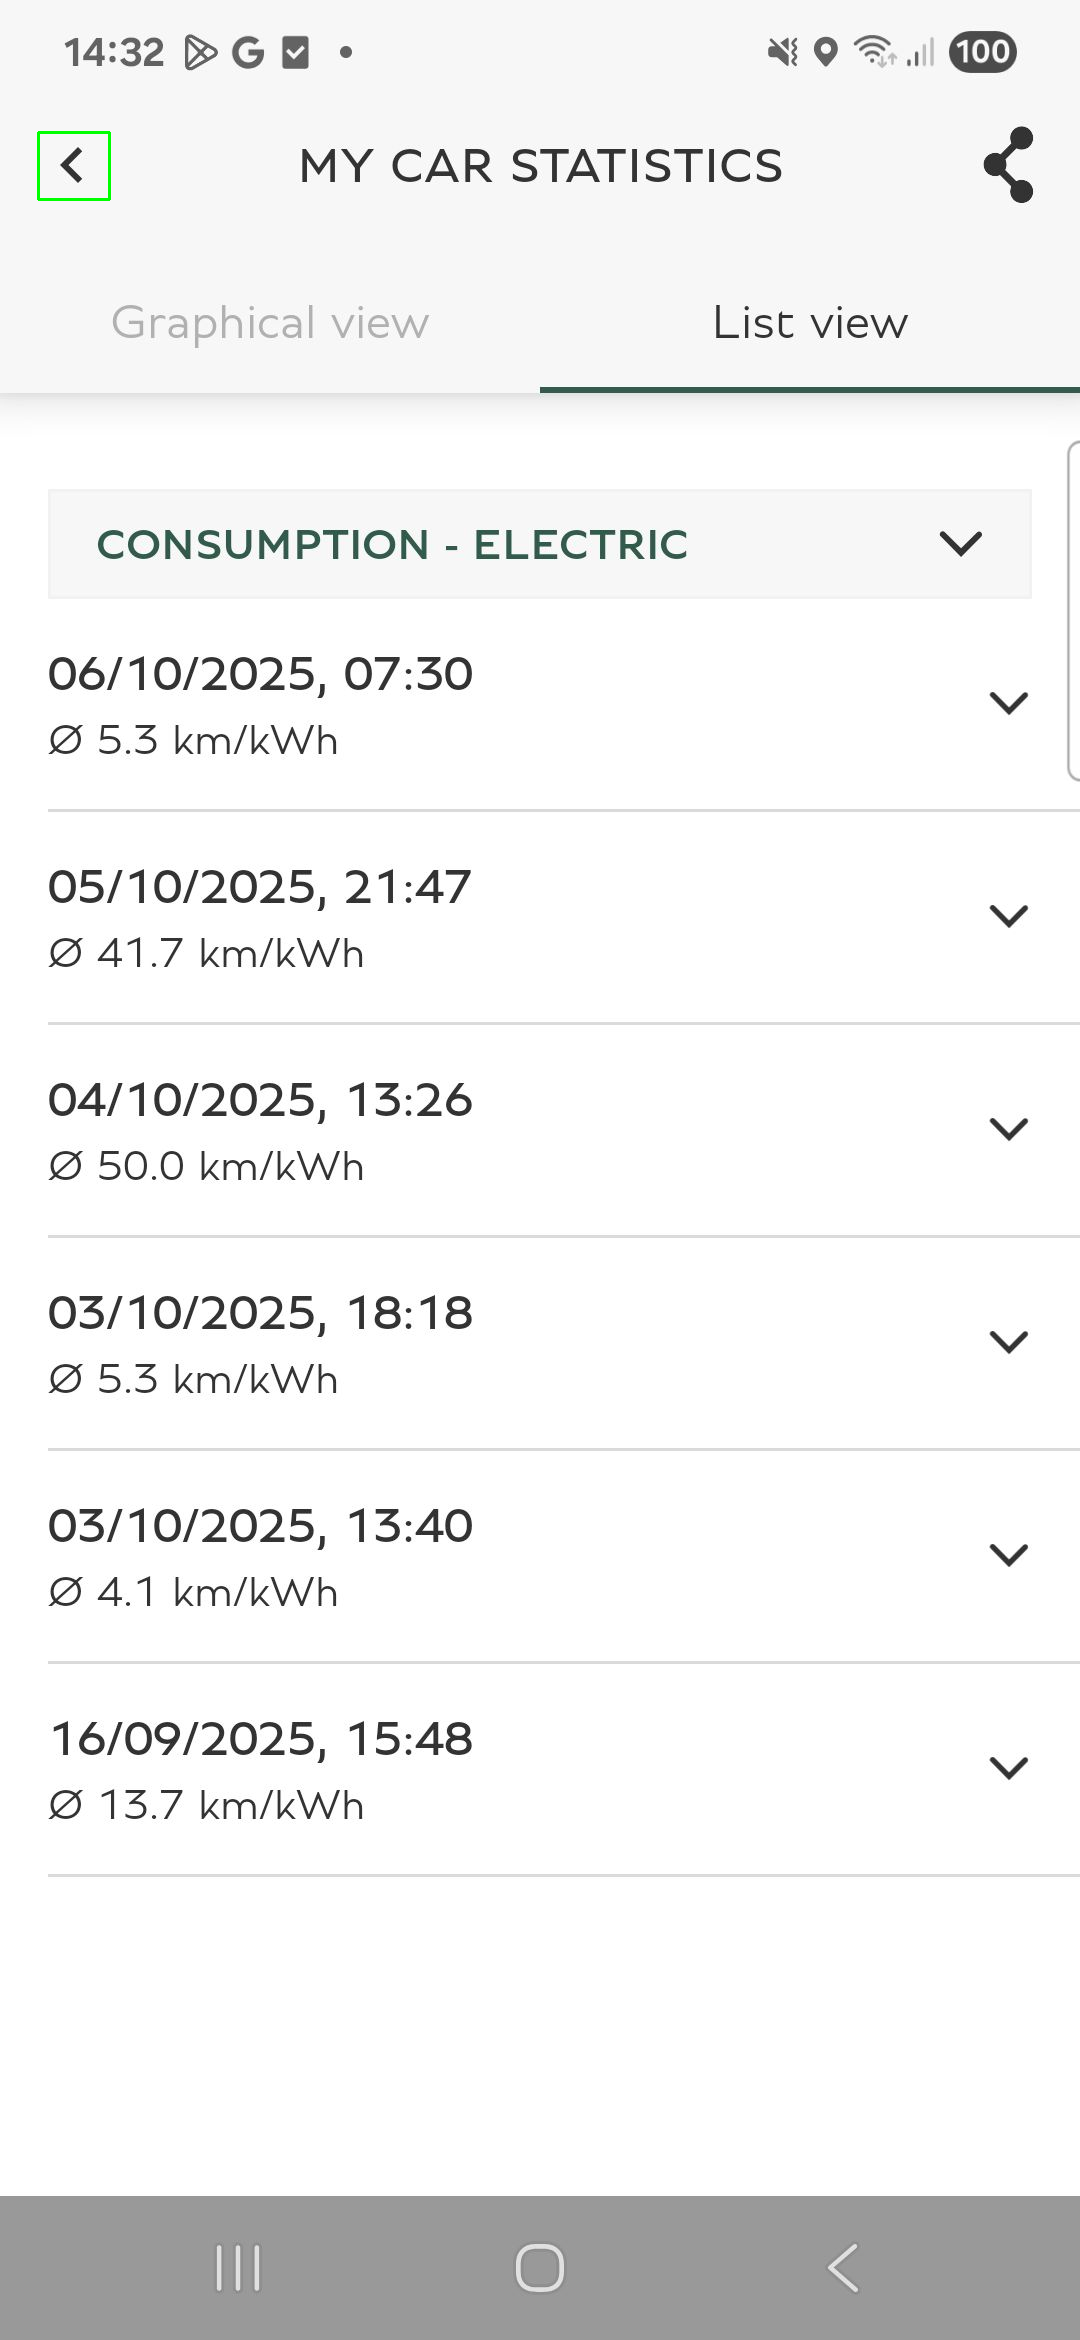 14:32
100
MY CAR STATISTICS
Graphical view
List view
CONSUMPTION - ELECTRIC
06/10/2025, 07:30
Ø 5.3 km/kWh
05/10/2025, 21:47
Ø 41.7 km/kWh
04/10/2025, 13:26
Ø 50.0 km/kWh
03/10/2025, 18:18
Ø 5.3 km/kWh
03/10/2025, 13:40
Ø 4.1 km/kWh
16/09/2025, 15:48
Ø 13.7 km/kWh